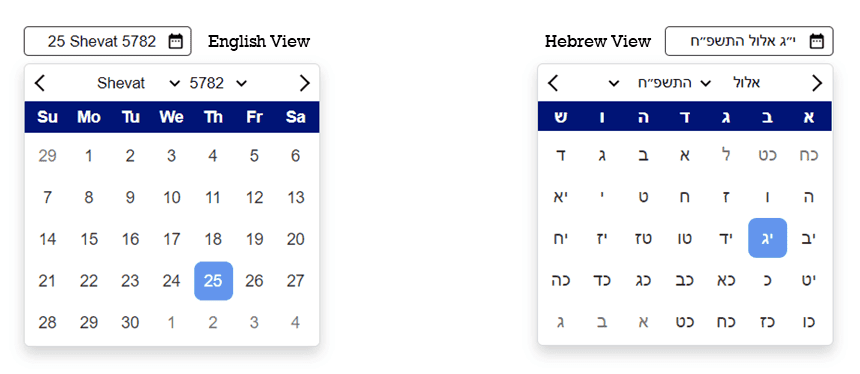 25 Shevat 5782
English View
Shevat 5782
Su Mo Tu We Th Fr Sa
29 1 2 3 4 5 6
7 8 9 10 11 12 13
14 15 16 17 18 19 20
21 22 23 24 25 26 27
28 29 30 1 2 3 4
Hebrew View
י״ג אלול התשפ״ח
אלול התשפ״ח
א ב ג ד ה ו ש
כח כט ל א ב ג ד
ה ו ז ח ט י יא
יב יג יד טו טז יז יח
יט כ כא כב כג כד כה
כו כז כח כט א ב ג